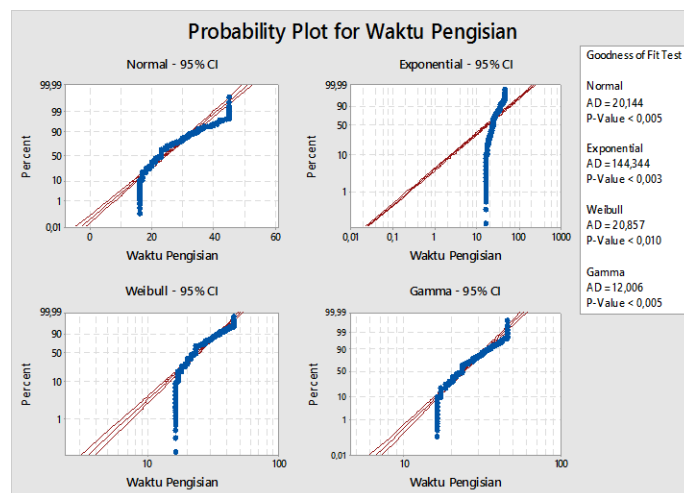 Probability Plot for Waktu Pengisian
Normal - 95% CI
99,99
99
90
50
10
1
0,01
Percent
0
20
40
60
Waktu Pengisian
Exponential - 95% CI
99,99
90
50
10
1
0,01
Percent
0,01
0,1
1
10
100
1000
Waktu Pengisian
Weibull - 95% CI
99,99
90
50
10
1
Percent
10
100
Waktu Pengisian
Gamma - 95% CI
99,99
99
90
50
10
1
0,01
Percent
10
100
Waktu Pengisian
Goodness of Fit Test
Normal
AD = 20,144
P-Value < 0,005
Exponential
AD = 144,344
P-Value < 0,003
Weibull
AD = 20,857
P-Value < 0,010
Gamma
AD = 12,006
P-Value < 0,005